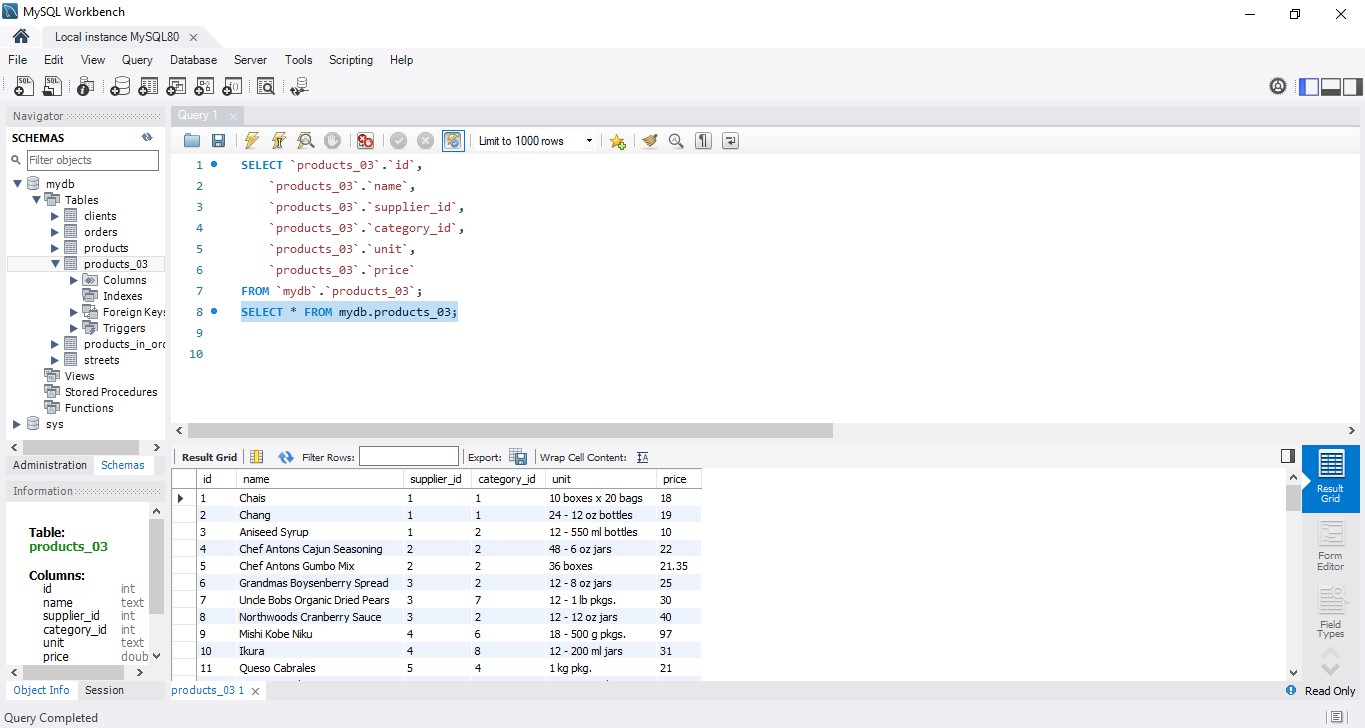 MySQL Workbench
Local instance MySQL80
File Edit View Query Database Server Tools Scripting Help
Navigator
SCHEMAS
Filter objects
mydb
Tables
clients
orders
products
products_03
Columns
Indexes
Foreign Keys
Triggers
products_in_orc
streets
Views
Stored Procedures
Functions
sys
Administration Schemas
Information
Table:
products_03
Columns:
id int
name text
supplier_id int
category_id int
unit text
price doub
Object Info Session
Query 1
Limit to 1000 rows
1 SELECT `products_03`.`id`,
2 `products_03`.`name`,
3 `products_03`.`supplier_id`,
4 `products_03`.`category_id`,
5 `products_03`.`unit`,
6 `products_03`.`price`
7 FROM `mydb`.`products_03`;
8 SELECT * FROM mydb.products_03;
9
10
Result Grid Filter Rows: Export: Wrap Cell Content:
id name supplier_id category_id unit price
1 Chais 1 1 10 boxes x 20 bags 18
2 Chang 1 1 24 - 12 oz bottles 19
3 Aniseed Syrup 1 2 12 - 550 ml bottles 10
4 Chef Antons Cajun Seasoning 2 2 48 - 6 oz jars 22
5 Chef Antons Gumbo Mix 2 2 36 boxes 21.35
6 Grandmas Boysenberry Spread 3 2 12 - 8 oz jars 25
7 Uncle Bobs Organic Dried Pears 3 7 12 - 1 lb pkgs. 30
8 Northwoods Cranberry Sauce 3 2 12 - 12 oz jars 40
9 Mishi Kobe Niku 4 6 18 - 500 g pkgs. 97
10 Ikura 4 8 12 - 200 ml jars 31
11 Queso Cabrales 5 4 1 kg pkg. 21
Result
Grid
Form
Editor
Field
Types
products_03 1
Read Only
Query Completed